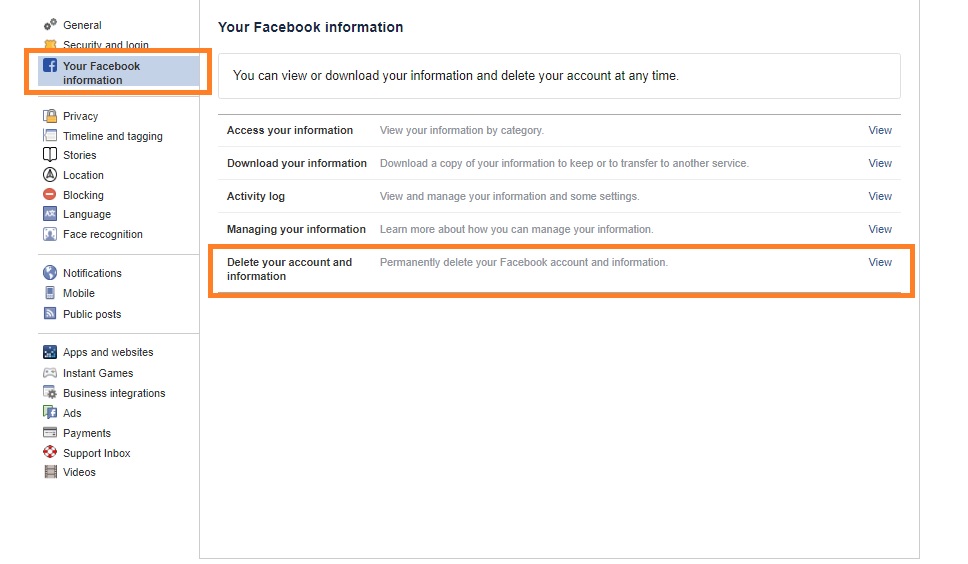 General
Security and login
Your Facebook
information
Privacy
Timeline and tagging
Stories
Location
Blocking
Language
Face recognition
Notifications
Mobile
Public posts
Apps and websites
Instant Games
Business integrations
Ads
Payments
Support Inbox
Videos
Your Facebook information
You can view or download your information and delete your account at any time.
Access your information View your information by category. View
Download your information Download a copy of your information to keep or to transfer to another service. View
Activity log View and manage your information and some settings. View
Managing your information Learn more about how you can manage your information. View
Delete your account and Permanently delete your Facebook account and information. View
information